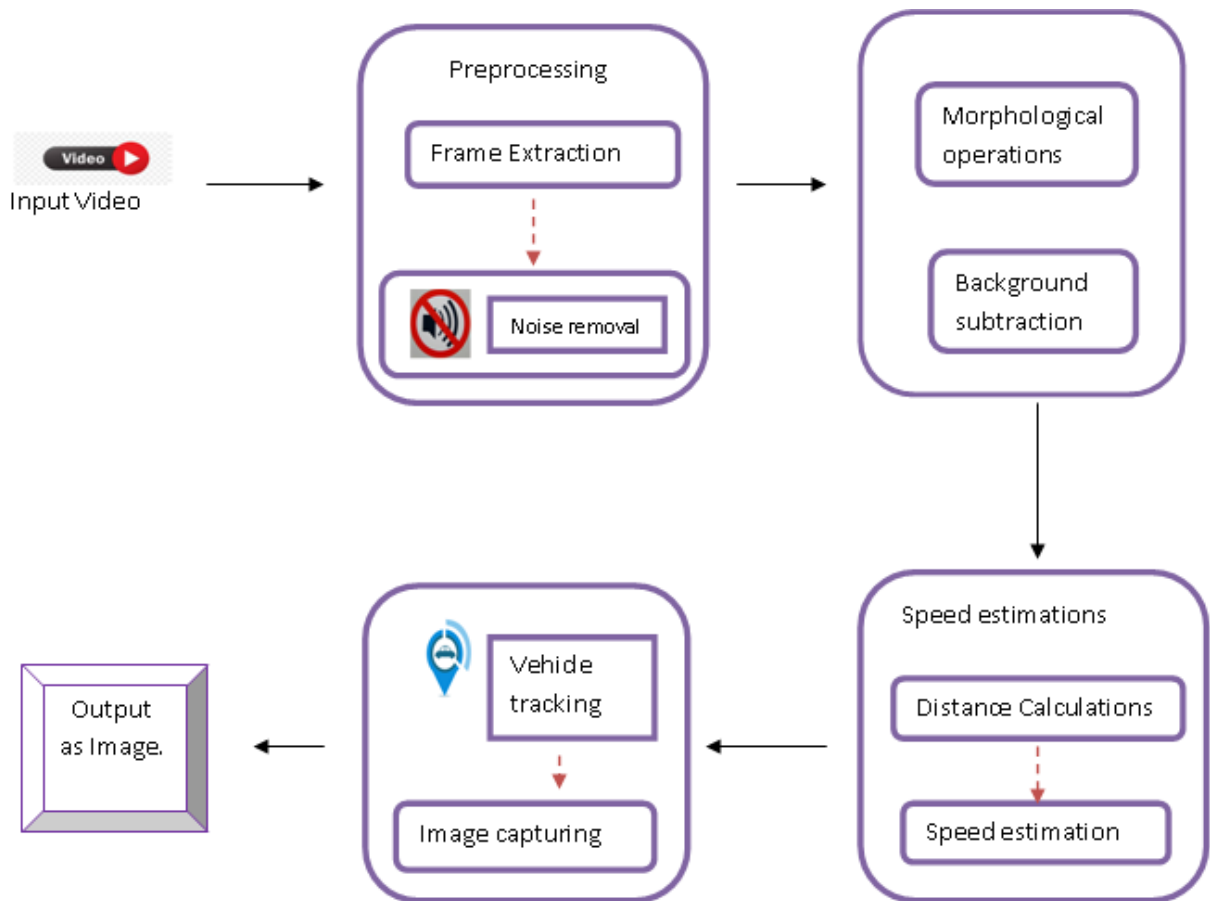 Video
Input Video
Preprocessing
Frame Extraction
Noise removal
Morphological
operations
Background
subtraction
Speed estimations
Distance Calculations
Speed estimation
Vehide
tracking
Image capturing
Output
as Image.